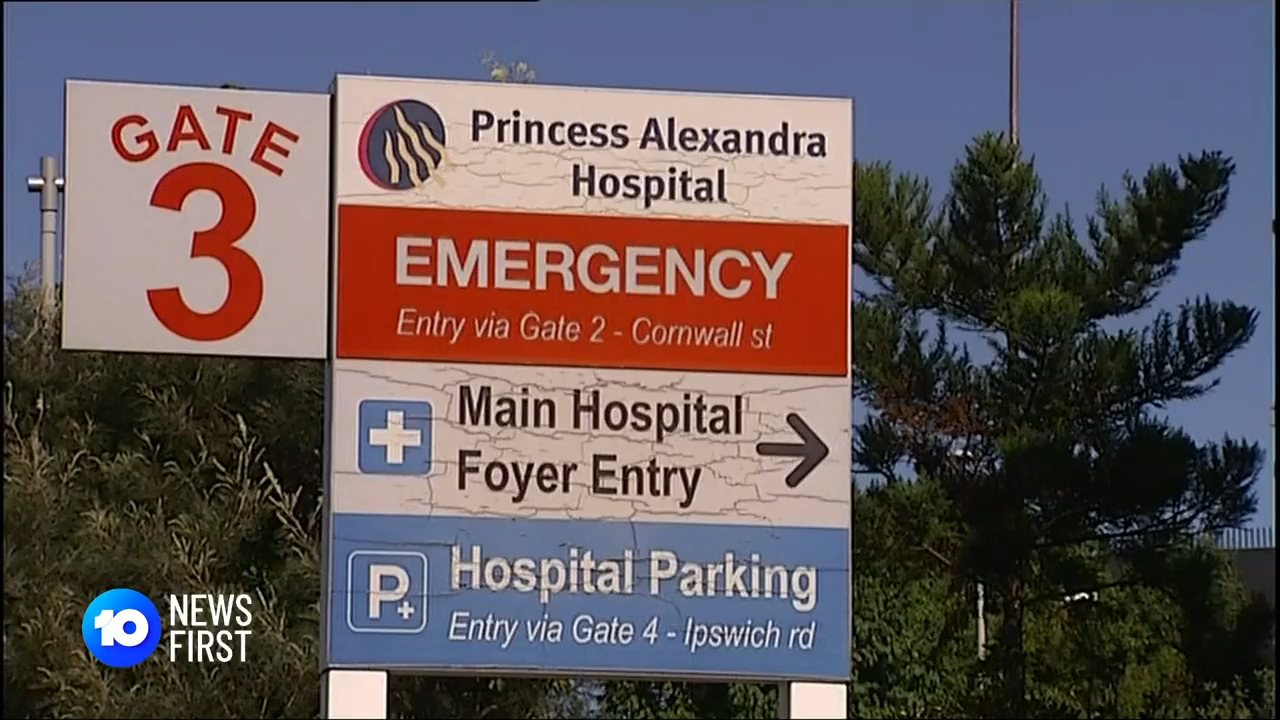 GATE
3
Princess Alexandra
Hospital
EMERGENCY
Entry via Gate 2 - Cornwall st
Main Hospital
Foyer Entry
P+
Hospital Parking
Entry via Gate 4 - Ipswich rd
10 NEWS
FIRST